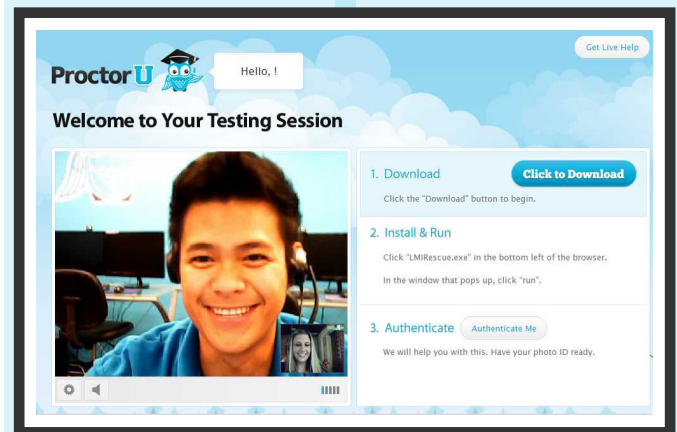 Get Live Help
Proctor U
Hello, !
Welcome to Your Testing Session
1. Download
Click to Download
Click the "Download" button to begin.
2. Install & Run
Click "LMIRescue.exe" in the bottom left of the browser.
In the window that pops up, click "run".
3. Authenticate
Authenticate Me
We will help you with this. Have your photo ID ready.